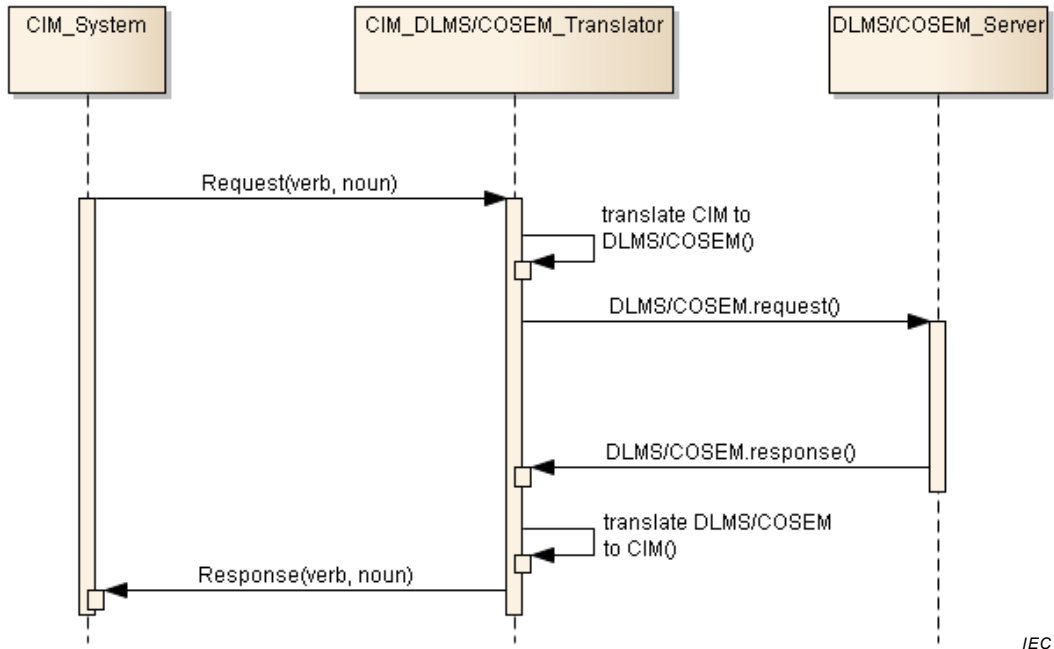 CIM_System
CIM_DLMS/COSEM_Translator
DLMS/COSEM_Server
Request(verb, noun)
translate CIM to
DLMS/COSEM()
DLMS/COSEM.request()
DLMS/COSEM.response()
translate DLMS/COSEM
to CIM()
Response(verb, noun)
IEC